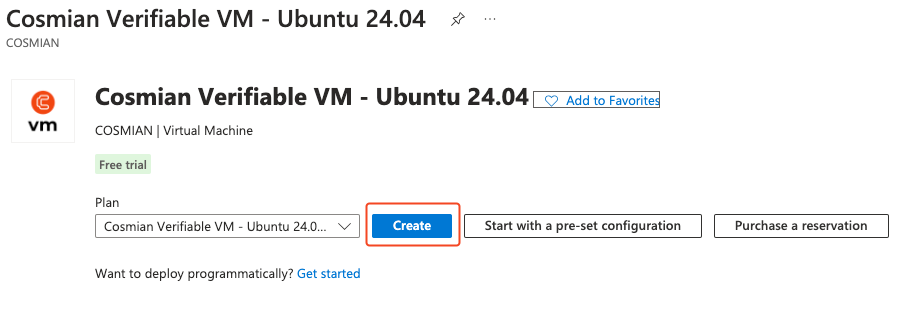 Cosmian Verifiable VM - Ubuntu 24.04 ...
COSMIAN
C
vm
Cosmian Verifiable VM - Ubuntu 24.04 Add to Favorites
COSMIAN | Virtual Machine
Free trial
Plan
Cosmian Verifiable VM - Ubuntu 24.0... Create Start with a pre-set configuration Purchase a reservation
Want to deploy programmatically? Get started